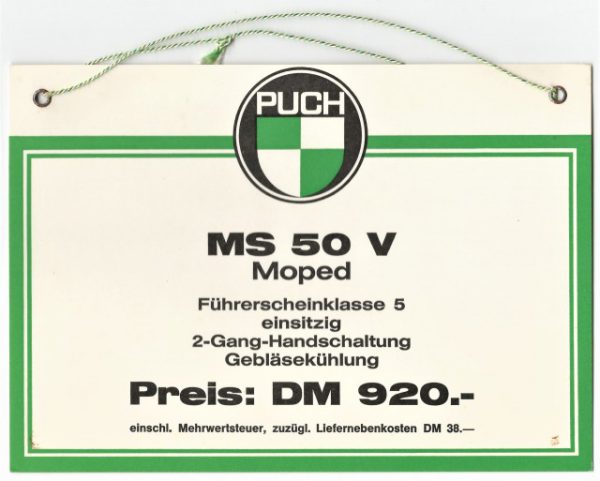 PUCH
MS 50 V
Moped
Führerscheinklasse 5
einsitzig
2-Gang-Handschaltung
Gebläsekühlung
Preis: DM 920.-
einschl. Mehrwertsteuer, zuzügl. Liefernebenkosten DM 38.—